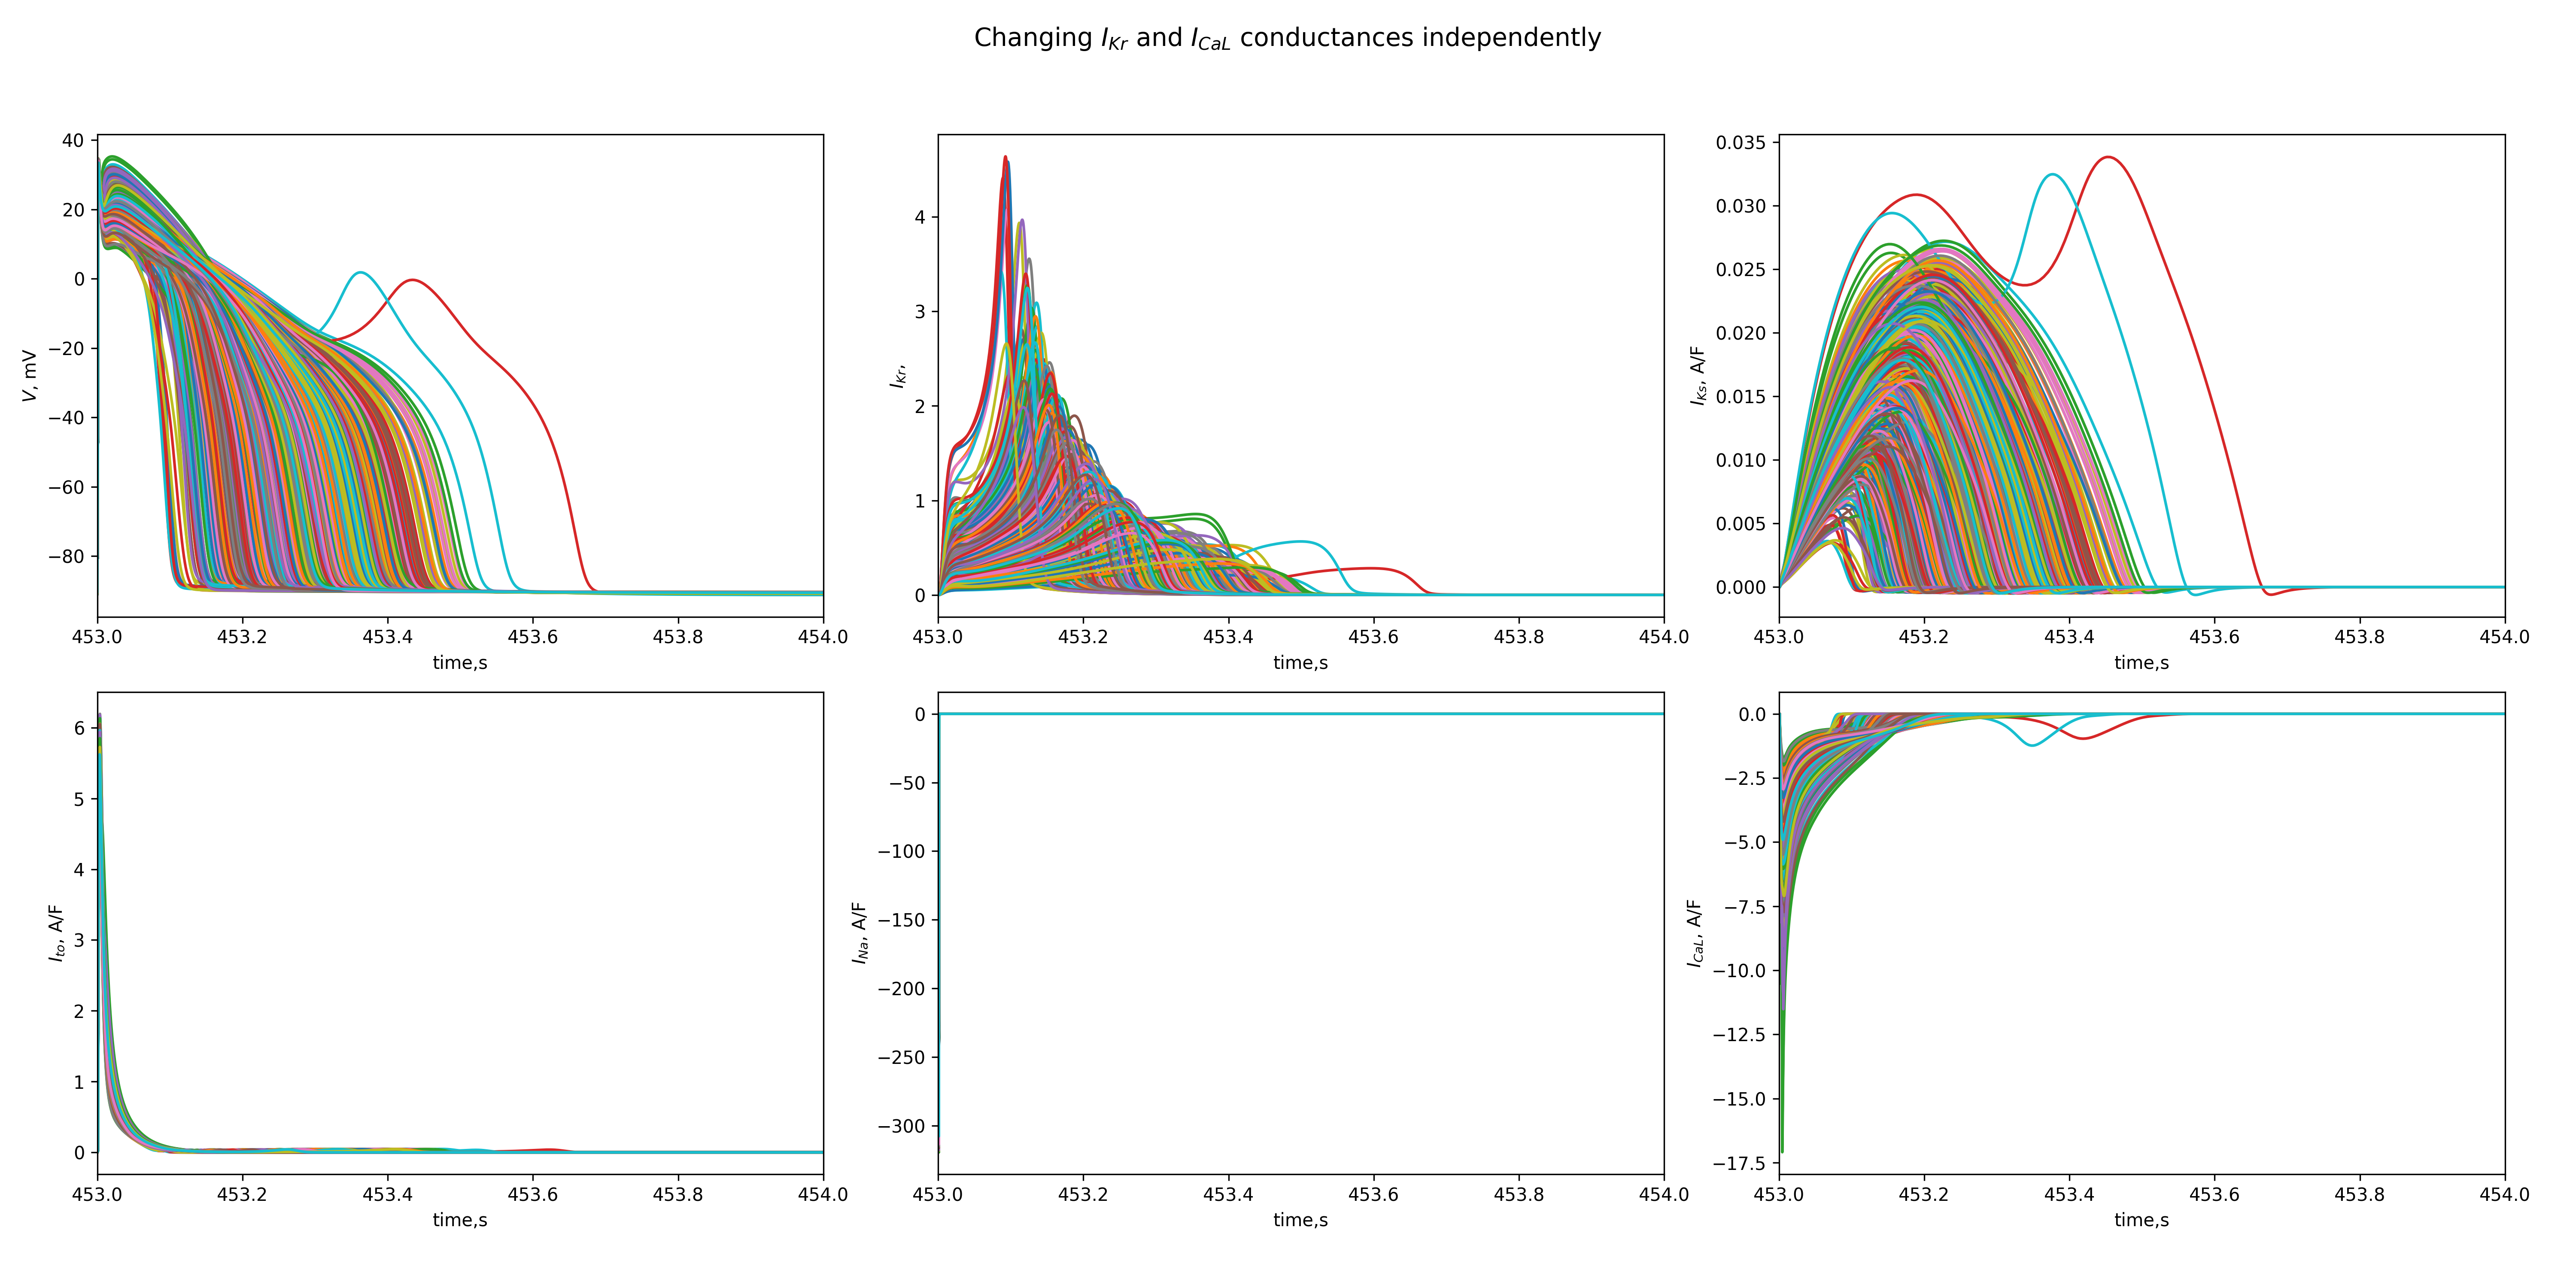 Changing I_Kr and I_CaL conductances independently
40
20
0
−20
−40
−60
−80
V, mV
453.0 453.2 453.4 453.6 453.8 454.0
time,s
4
3
2
1
0
I_Kr,
453.0 453.2 453.4 453.6 453.8 454.0
time,s
0.035
0.030
0.025
0.020
0.015
0.010
0.005
0.000
I_Ks, A/F
453.0 453.2 453.4 453.6 453.8 454.0
time,s
6
5
4
3
2
1
0
I_to, A/F
453.0 453.2 453.4 453.6 453.8 454.0
time,s
0
−50
−100
−150
−200
−250
−300
I_Na, A/F
453.0 453.2 453.4 453.6 453.8 454.0
time,s
0.0
−2.5
−5.0
−7.5
−10.0
−12.5
−15.0
−17.5
I_CaL, A/F
453.0 453.2 453.4 453.6 453.8 454.0
time,s